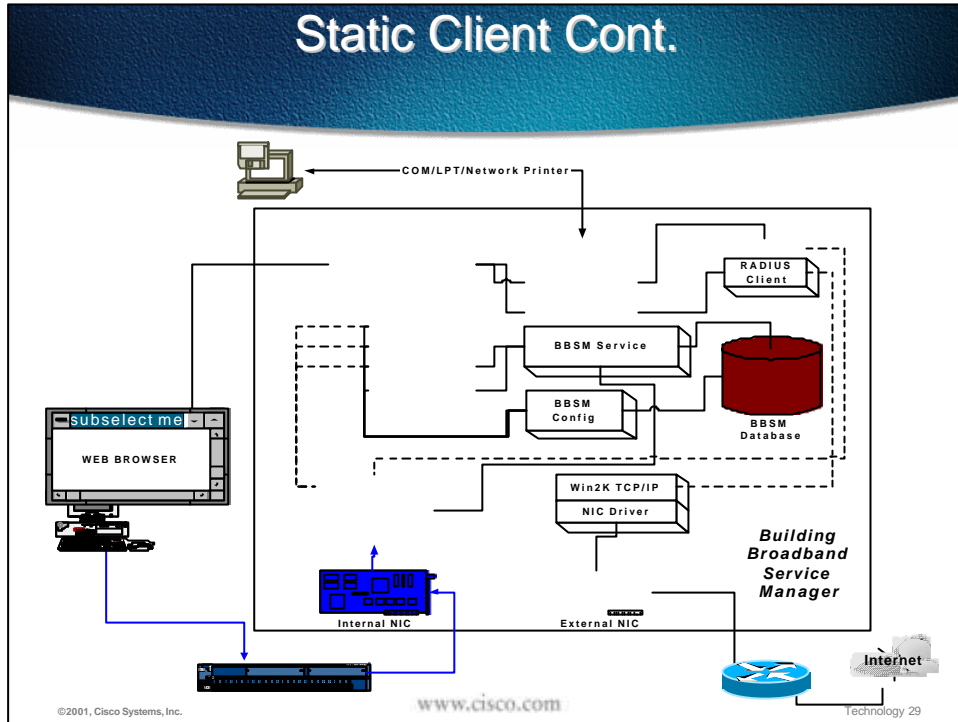 Static Client Cont.
COM/LPT/Network Printer
RADIUS
Client
BBSM Service
BBSM
Config
BBSM
Database
subselect me
WEB BROWSER
Win2K TCP/IP
NIC Driver
Building
Broadband
Service
Manager
Internal NIC
External NIC
Internet
©2001, Cisco Systems, Inc.
www.cisco.com
Technology 29